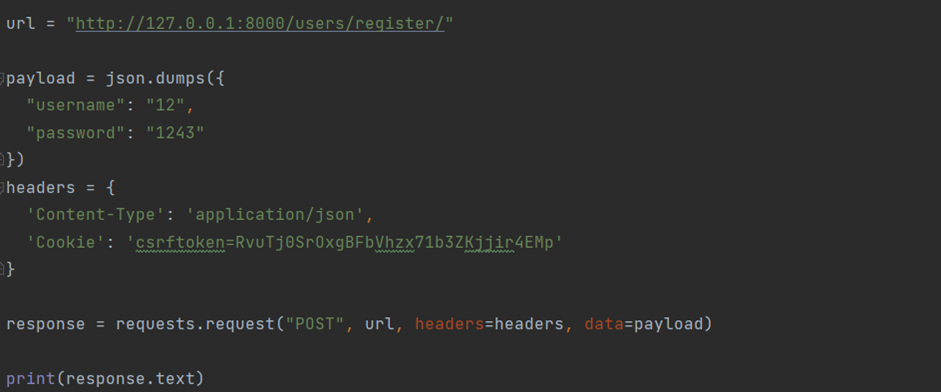 url = "http://127.0.0.1:8000/users/register/"
payload = json.dumps({
"username": "12",
"password": "1243"
})
headers = {
'Content-Type': 'application/json',
'Cookie': 'csrftoken=RvuTj0SrOxgBFbVhzx71b3ZKjjir4EMp'
}
response = requests.request("POST", url, headers=headers, data=payload)
print(response.text)